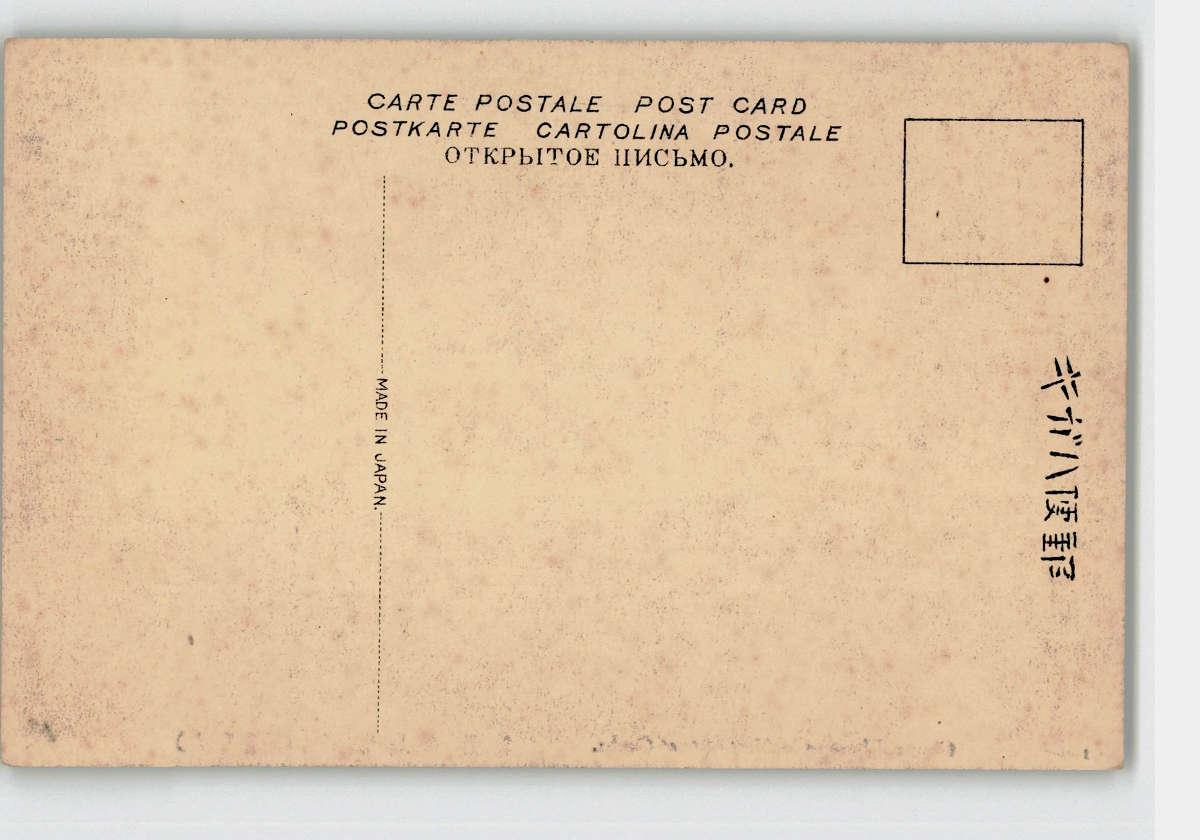 CARTE POSTALE POST CARD
POSTKARTE CARTOLINA POSTALE
ОТКРЫТОЕ ПИСЬМО.
MADE IN JAPAN.
郵便ハガキ